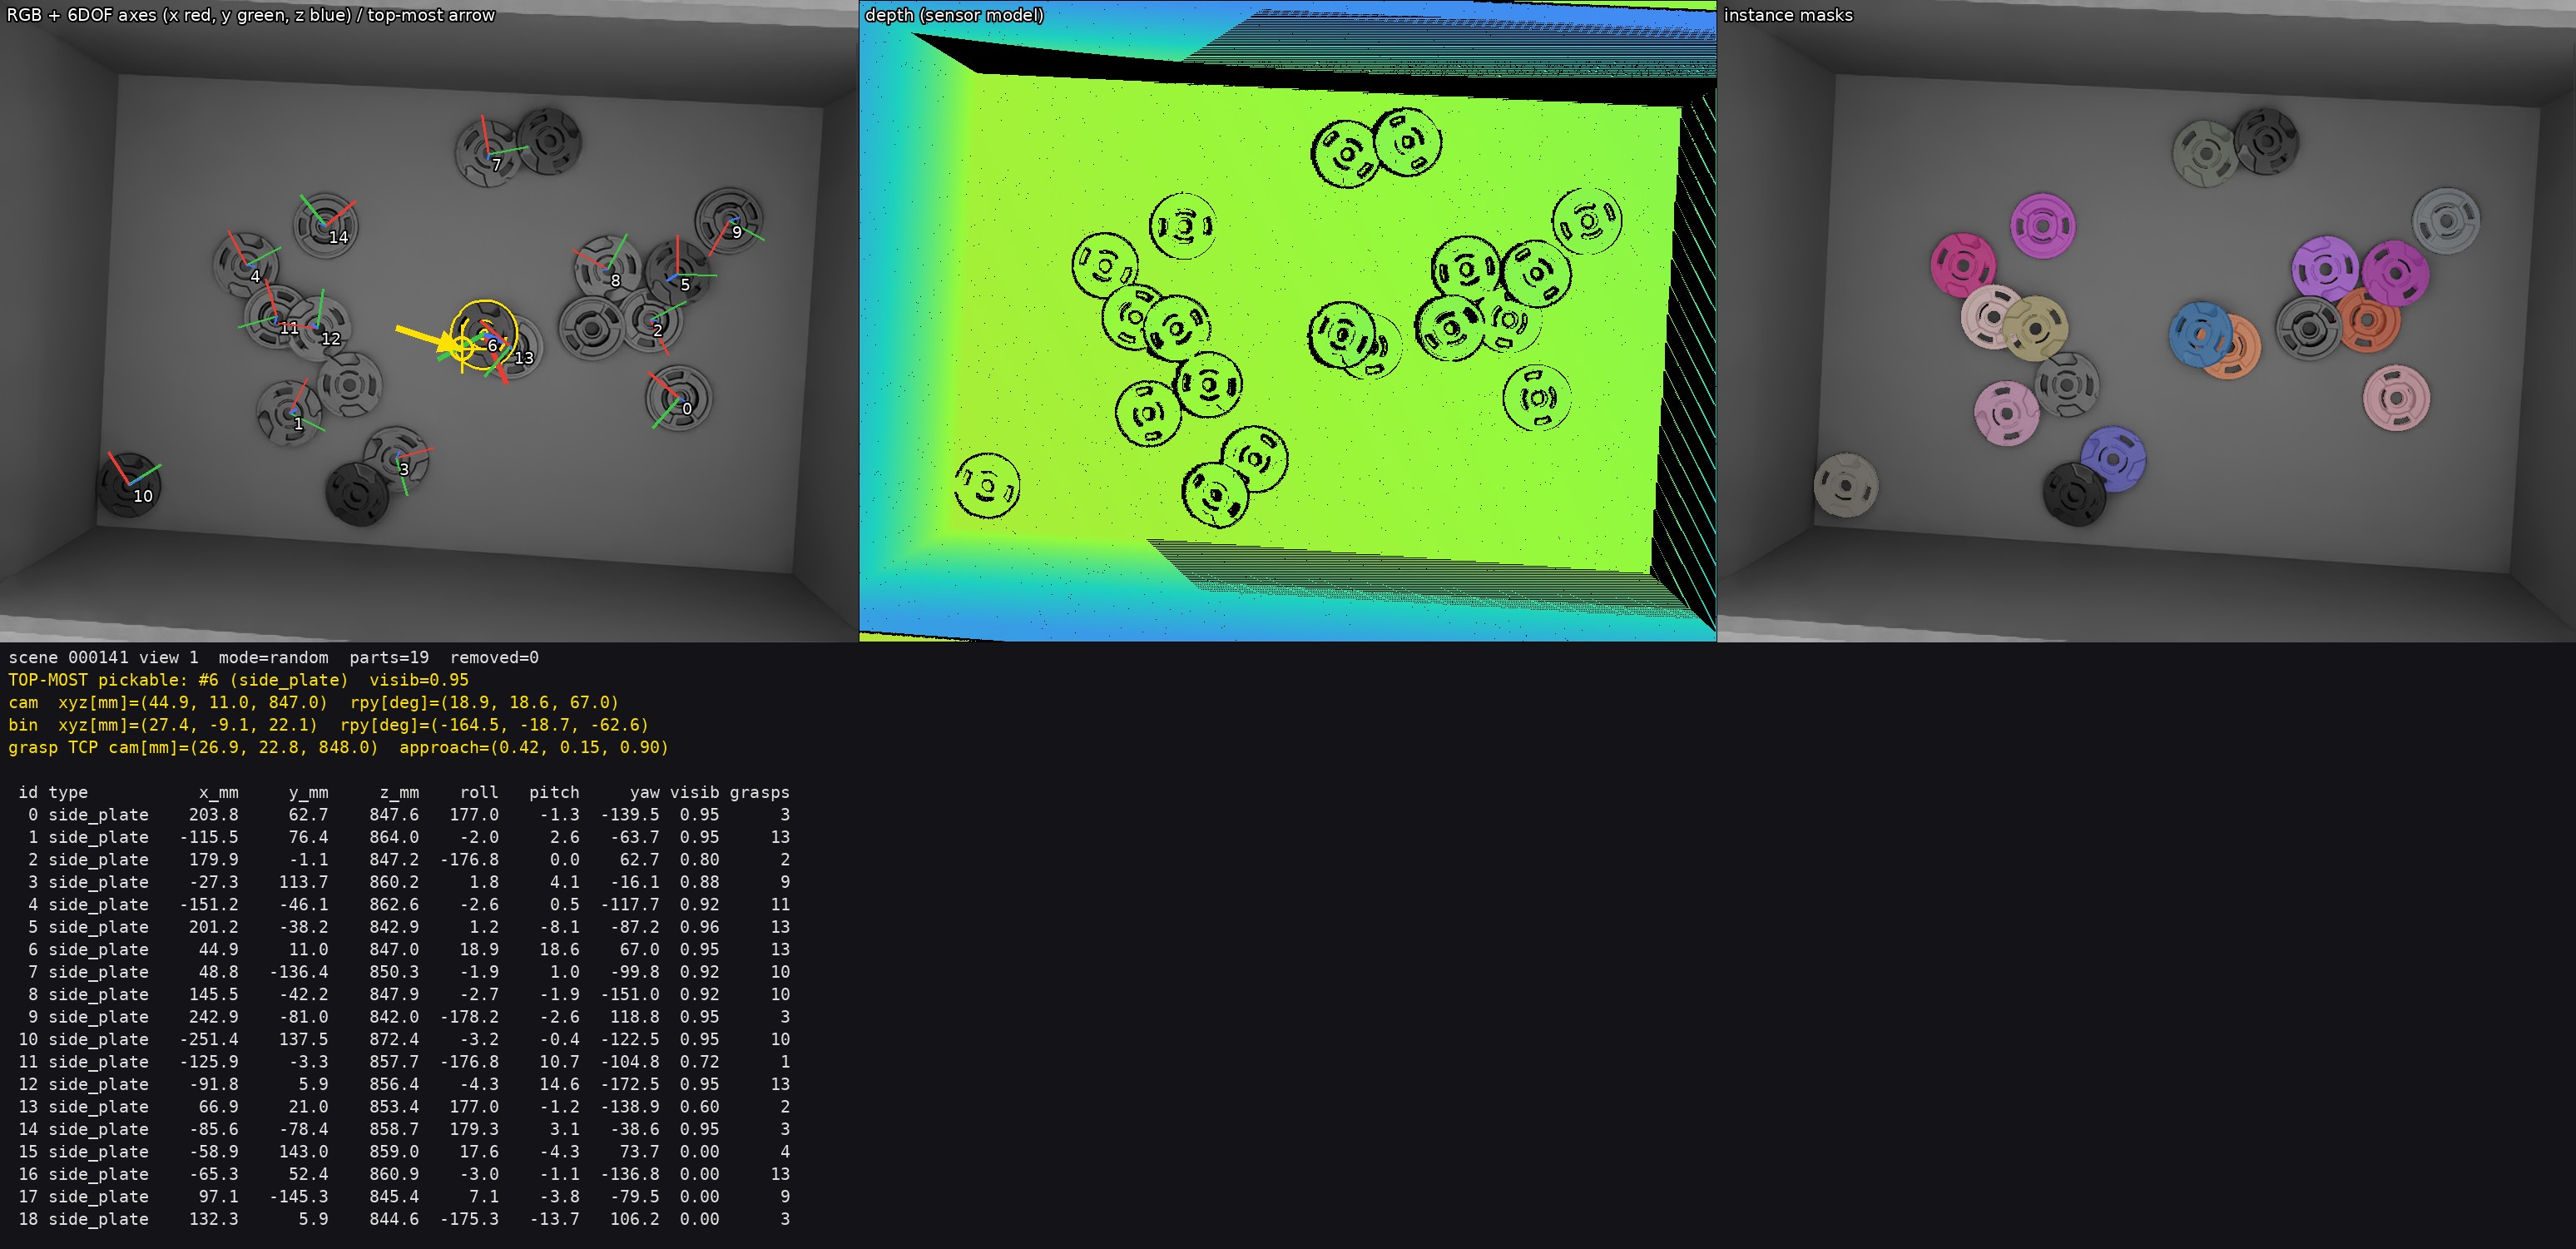 RGB + 6DOF axes (x red, y green, z blue) / top-most arrow
depth (sensor model)
instance masks
7
14
9
4
8
5
11
12
2
6
13
0
1
3
10
scene 000141 view 1  mode=random  parts=19  removed=0
TOP-MOST pickable: #6 (side_plate)  visib=0.95
cam  xyz[mm]=(44.9, 11.0, 847.0)  rpy[deg]=(18.9, 18.6, 67.0)
bin  xyz[mm]=(27.4, -9.1, 22.1)  rpy[deg]=(-164.5, -18.7, -62.6)
grasp TCP cam[mm]=(26.9, 22.8, 848.0)  approach=(0.42, 0.15, 0.90)
id type x_mm y_mm z_mm roll pitch yaw visib grasps
0 side_plate 203.8 62.7 847.6 177.0 -1.3 -139.5 0.95 3
1 side_plate -115.5 76.4 864.0 -2.0 2.6 -63.7 0.95 13
2 side_plate 179.9 -1.1 847.2 -176.8 0.0 62.7 0.80 2
3 side_plate -27.3 113.7 860.2 1.8 4.1 -16.1 0.88 9
4 side_plate -151.2 -46.1 862.6 -2.6 0.5 -117.7 0.92 11
5 side_plate 201.2 -38.2 842.9 1.2 -8.1 -87.2 0.96 13
6 side_plate 44.9 11.0 847.0 18.9 18.6 67.0 0.95 13
7 side_plate 48.8 -136.4 850.3 -1.9 1.0 -99.8 0.92 10
8 side_plate 145.5 -42.2 847.9 -2.7 -1.9 -151.0 0.92 10
9 side_plate 242.9 -81.0 842.0 -178.2 -2.6 118.8 0.95 3
10 side_plate -251.4 137.5 872.4 -3.2 -0.4 -122.5 0.95 10
11 side_plate -125.9 -3.3 857.7 -176.8 10.7 -104.8 0.72 1
12 side_plate -91.8 5.9 856.4 -4.3 14.6 -172.5 0.95 13
13 side_plate 66.9 21.0 853.4 177.0 -1.2 -138.9 0.60 2
14 side_plate -85.6 -78.4 858.7 179.3 3.1 -38.6 0.95 3
15 side_plate -58.9 143.0 859.0 17.6 -4.3 73.7 0.00 4
16 side_plate -65.3 52.4 860.9 -3.0 -1.1 -136.8 0.00 13
17 side_plate 97.1 -145.3 845.4 7.1 -3.8 -79.5 0.00 9
18 side_plate 132.3 5.9 844.6 -175.3 -13.7 106.2 0.00 3